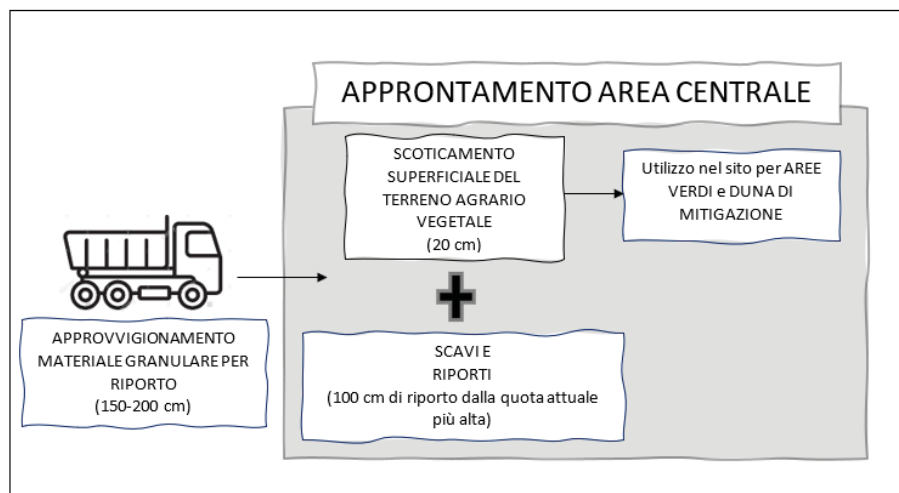 APPRONTAMENTO AREA CENTRALE
SCOTICAMENTO
SUPERFICIALE DEL
TERRENO AGRARIO
VEGETALE
(20 cm)
Utilizzo nel sito per AREE
VERDI e DUNA DI
MITIGAZIONE
APPROVVIGIONAMENTO
MATERIALE GRANULARE PER
RIPORTO
(150-200 cm)
SCAVI E
RIPORTI
(100 cm di riporto dalla quota attuale
più alta)